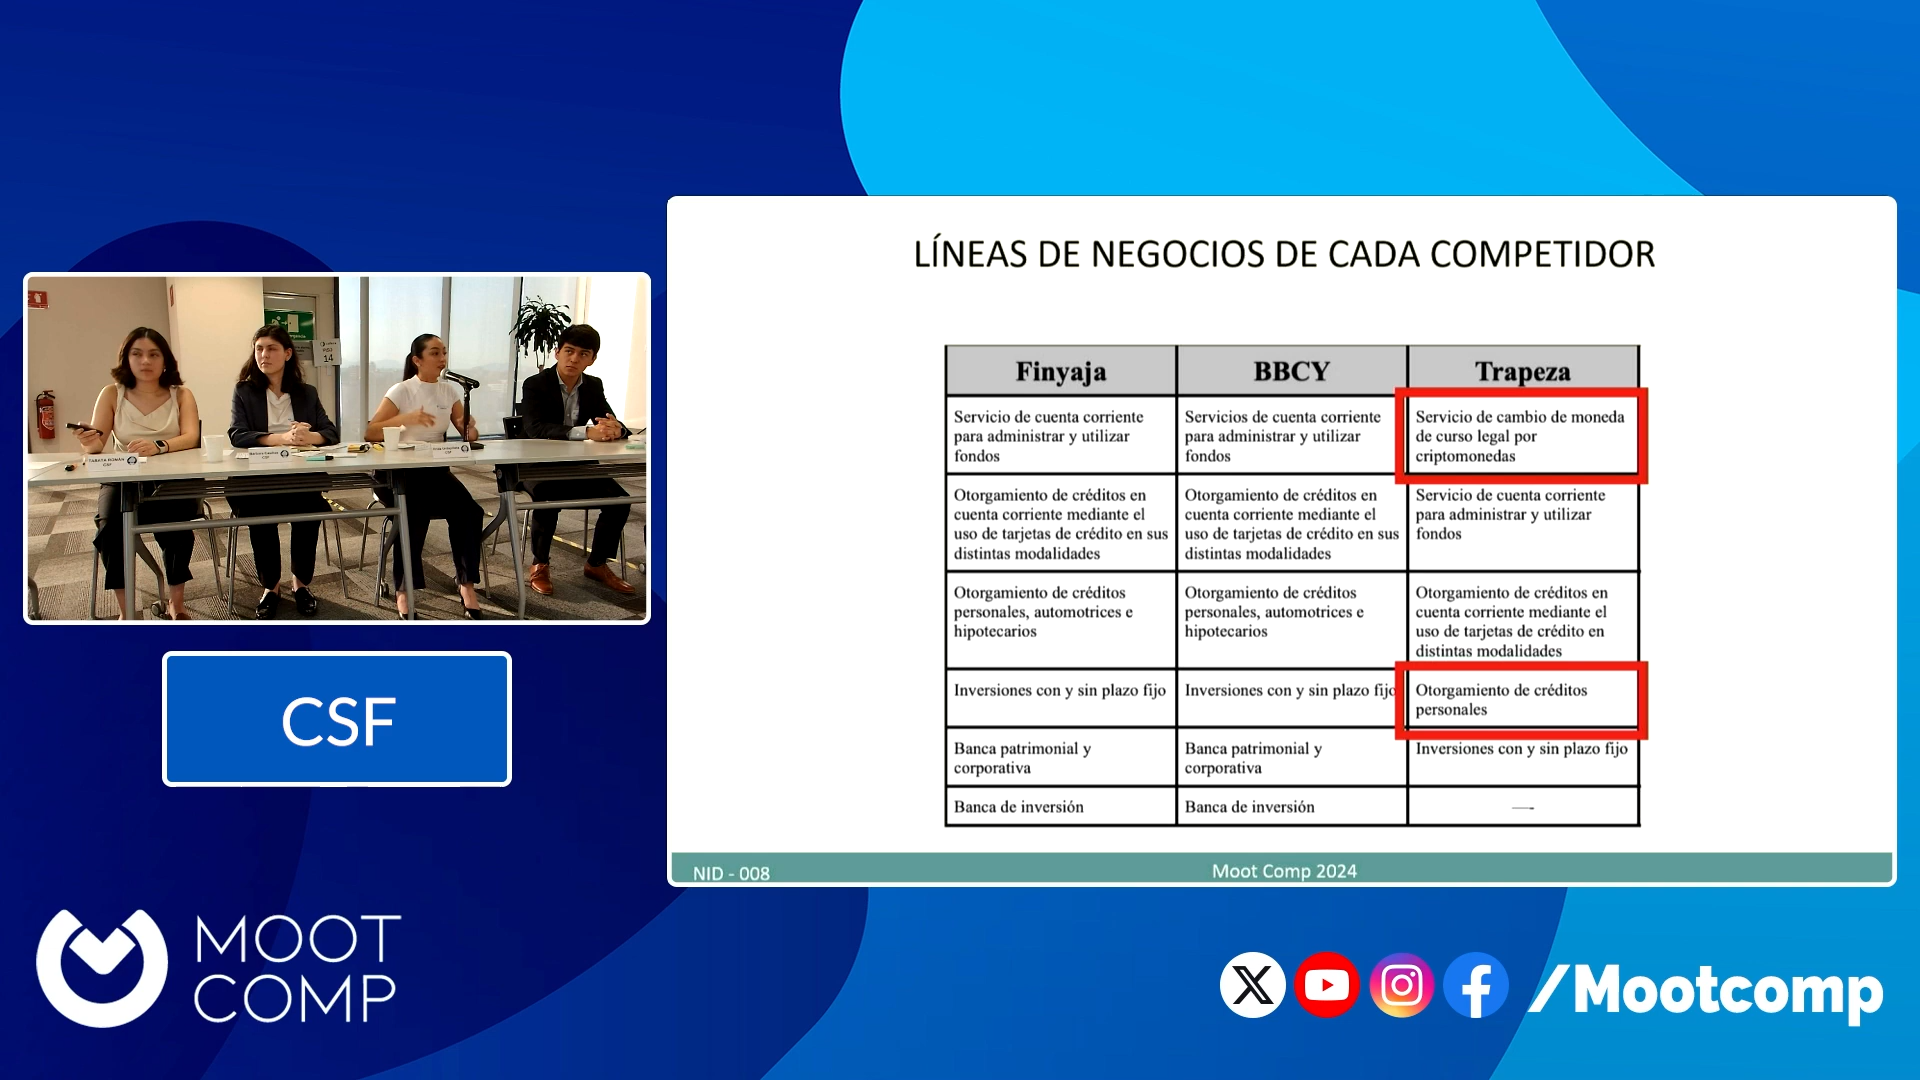 LÍNEAS DE NEGOCIOS DE CADA COMPETIDOR
Finyaja
BBCY
Trapeza
Servicio de cuenta corriente
para administrar y utilizar
fondos
Servicios de cuenta corriente
para administrar y utilizar
fondos
Servicio de cambio de moneda
de curso legal por
criptomonedas
Otorgamiento de créditos en
cuenta corriente mediante el
uso de tarjetas de crédito en sus
distintas modalidades
Otorgamiento de créditos en
cuenta corriente mediante el
uso de tarjetas de crédito en sus
distintas modalidades
Servicio de cuenta corriente
para administrar y utilizar
fondos
Otorgamiento de créditos
personales, automotrices e
hipotecarios
Otorgamiento de créditos
personales, automotrices e
hipotecarios
Otorgamiento de créditos en
cuenta corriente mediante el
uso de tarjetas de crédito en
distintas modalidades
Inversiones con y sin plazo fijo
Inversiones con y sin plazo fijo
Otorgamiento de créditos
personales
Banca patrimonial y
corporativa
Banca patrimonial y
corporativa
Inversiones con y sin plazo fijo
Banca de inversión
Banca de inversión
NID - 008
Moot Comp 2024
14
CSF
CSF
MOOT
COMP
/Mootcomp